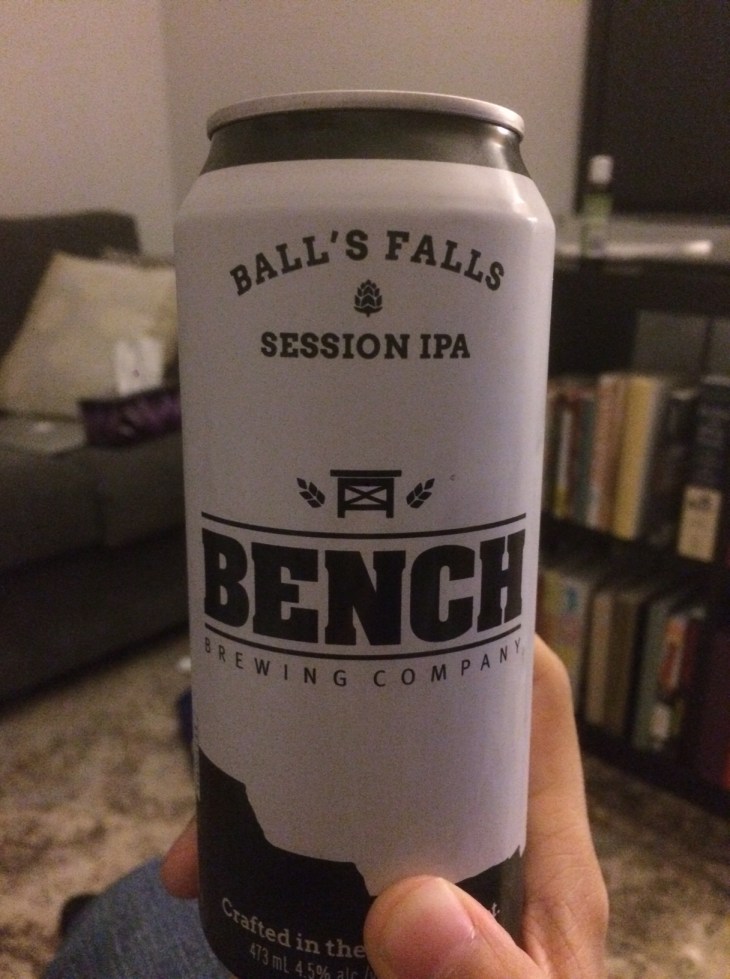 BALL'S FALLS
SESSION IPA
BENCH
BREWING COMPANY
Crafted in the
473 mL 4.5% alc